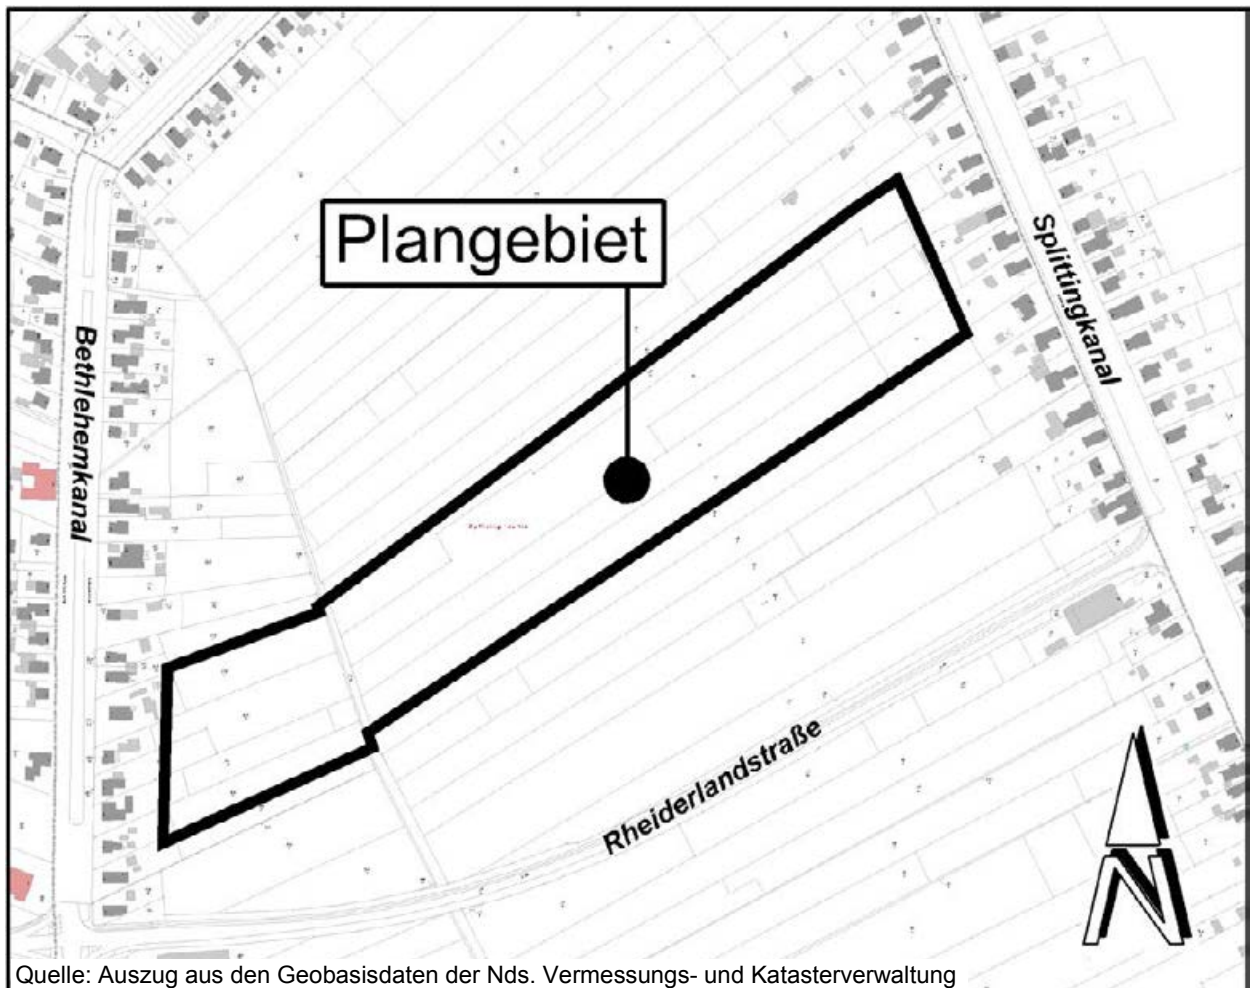 Plangebiet
Splittingkanal
Bethlehemkanal
Rheiderlandstraße
N
Quelle: Auszug aus den Geobasisdaten der Nds. Vermessungs- und Katasterverwaltung